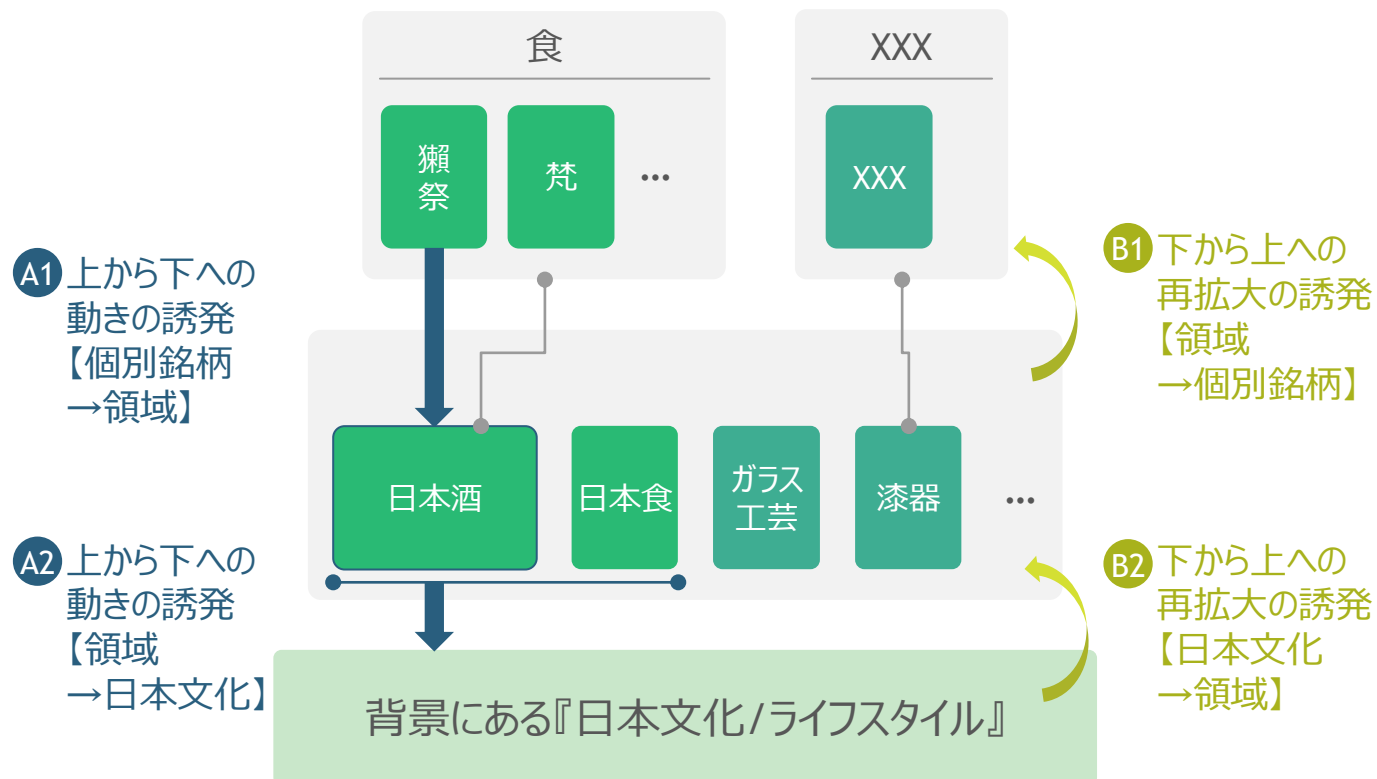 食
XXX
獺
祭
梵
…
XXX
A1 上から下への
動きの誘発
【個別銘柄
→領域】
B1 下から上への
再拡大の誘発
【領域
→個別銘柄】
日本酒
日本食
ガラス
工芸
漆器
…
A2 上から下への
動きの誘発
【領域
→日本文化】
B2 下から上への
再拡大の誘発
【日本文化
→領域】
背景にある『日本文化/ライフスタイル』